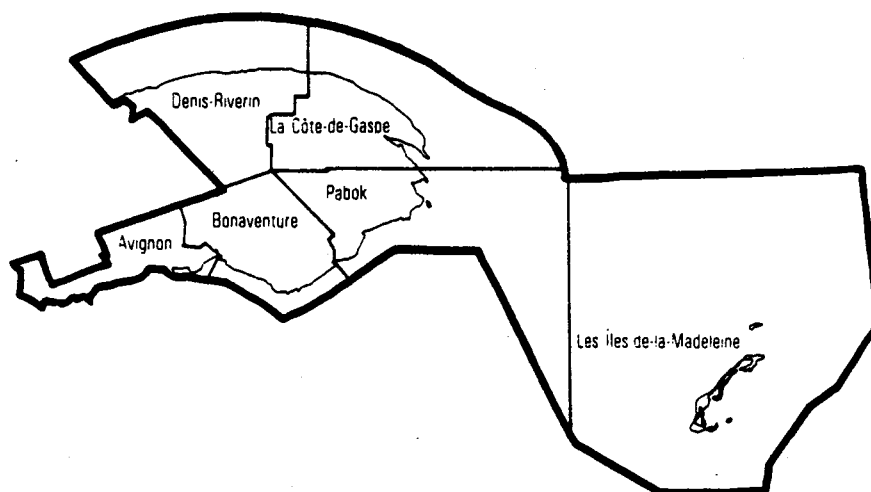 Denis-Riverin
La Côte-de-Gaspe
Pabok
Bonaventure
Avignon
Les Îles de-la-Madeleine